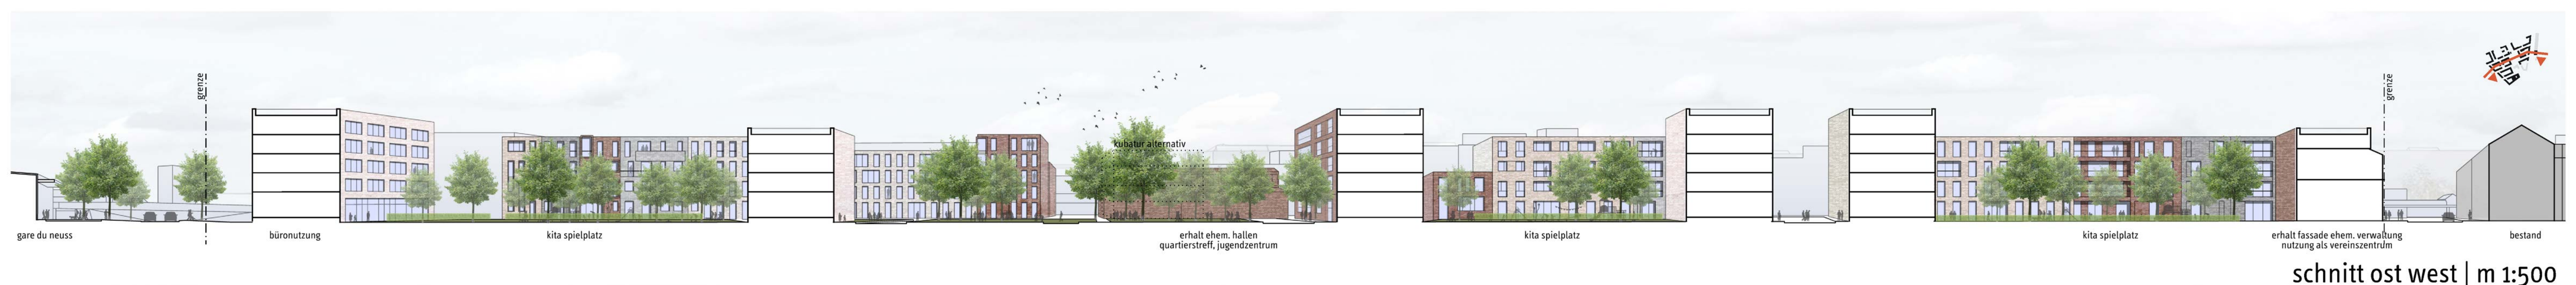 grenze
grenze
kubatur alternativ
gare du neuss
büronutzung
kita spielplatz
erhalt ehem. hallen
quartierstreff, jugendzentrum
kita spielplatz
kita spielplatz
erhalt fassade ehem. verwaltung
nutzung als vereinszentrum
bestand
schnitt ost west | m 1:500